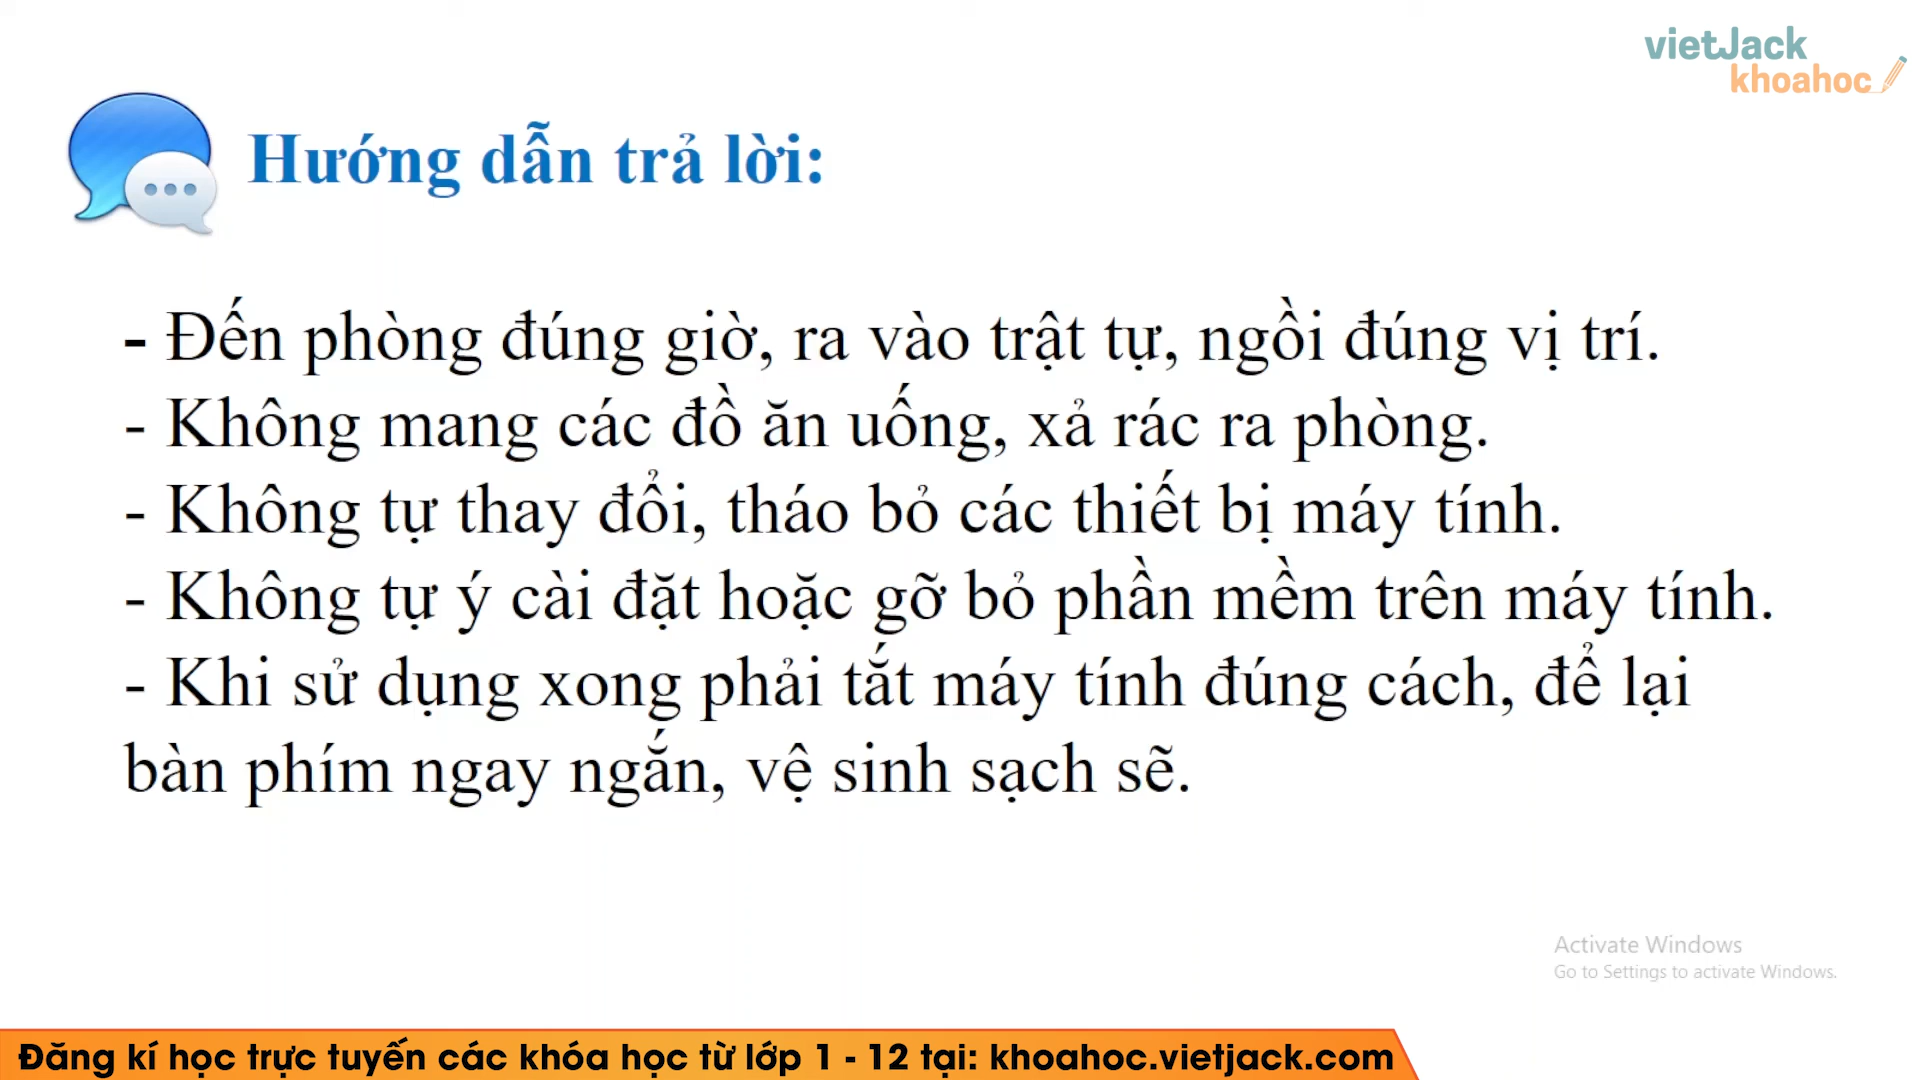 vietJack
khoahoc
Hướng dẫn trả lời:
- Đến phòng đúng giờ, ra vào trật tự, ngồi đúng vị trí.
- Không mang các đồ ăn uống, xả rác ra phòng.
- Không tự thay đổi, tháo bỏ các thiết bị máy tính.
- Không tự ý cài đặt hoặc gỡ bỏ phần mềm trên máy tính.
- Khi sử dụng xong phải tắt máy tính đúng cách, để lại
bàn phím ngay ngắn, vệ sinh sạch sẽ.
Activate Windows
Go to Settings to activate Windows.
Đăng kí học trực tuyến các khóa học từ lớp 1 - 12 tại: khoahoc.vietjack.com